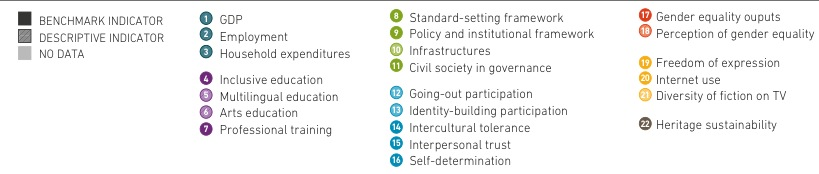 BENCHMARK INDICATOR
DESCRIPTIVE INDICATOR
NO DATA
1 GDP
2 Employment
3 Household expenditures
4 Inclusive education
5 Multilingual education
6 Arts education
7 Professional training
8 Standard-setting framework
9 Policy and institutional framework
10 Infrastructures
11 Civil society in governance
12 Going-out participation
13 Identity-building participation
14 Intercultural tolerance
15 Interpersonal trust
16 Self-determination
17 Gender equality ouputs
18 Perception of gender equality
19 Freedom of expression
20 Internet use
21 Diversity of fiction on TV
22 Heritage sustainability